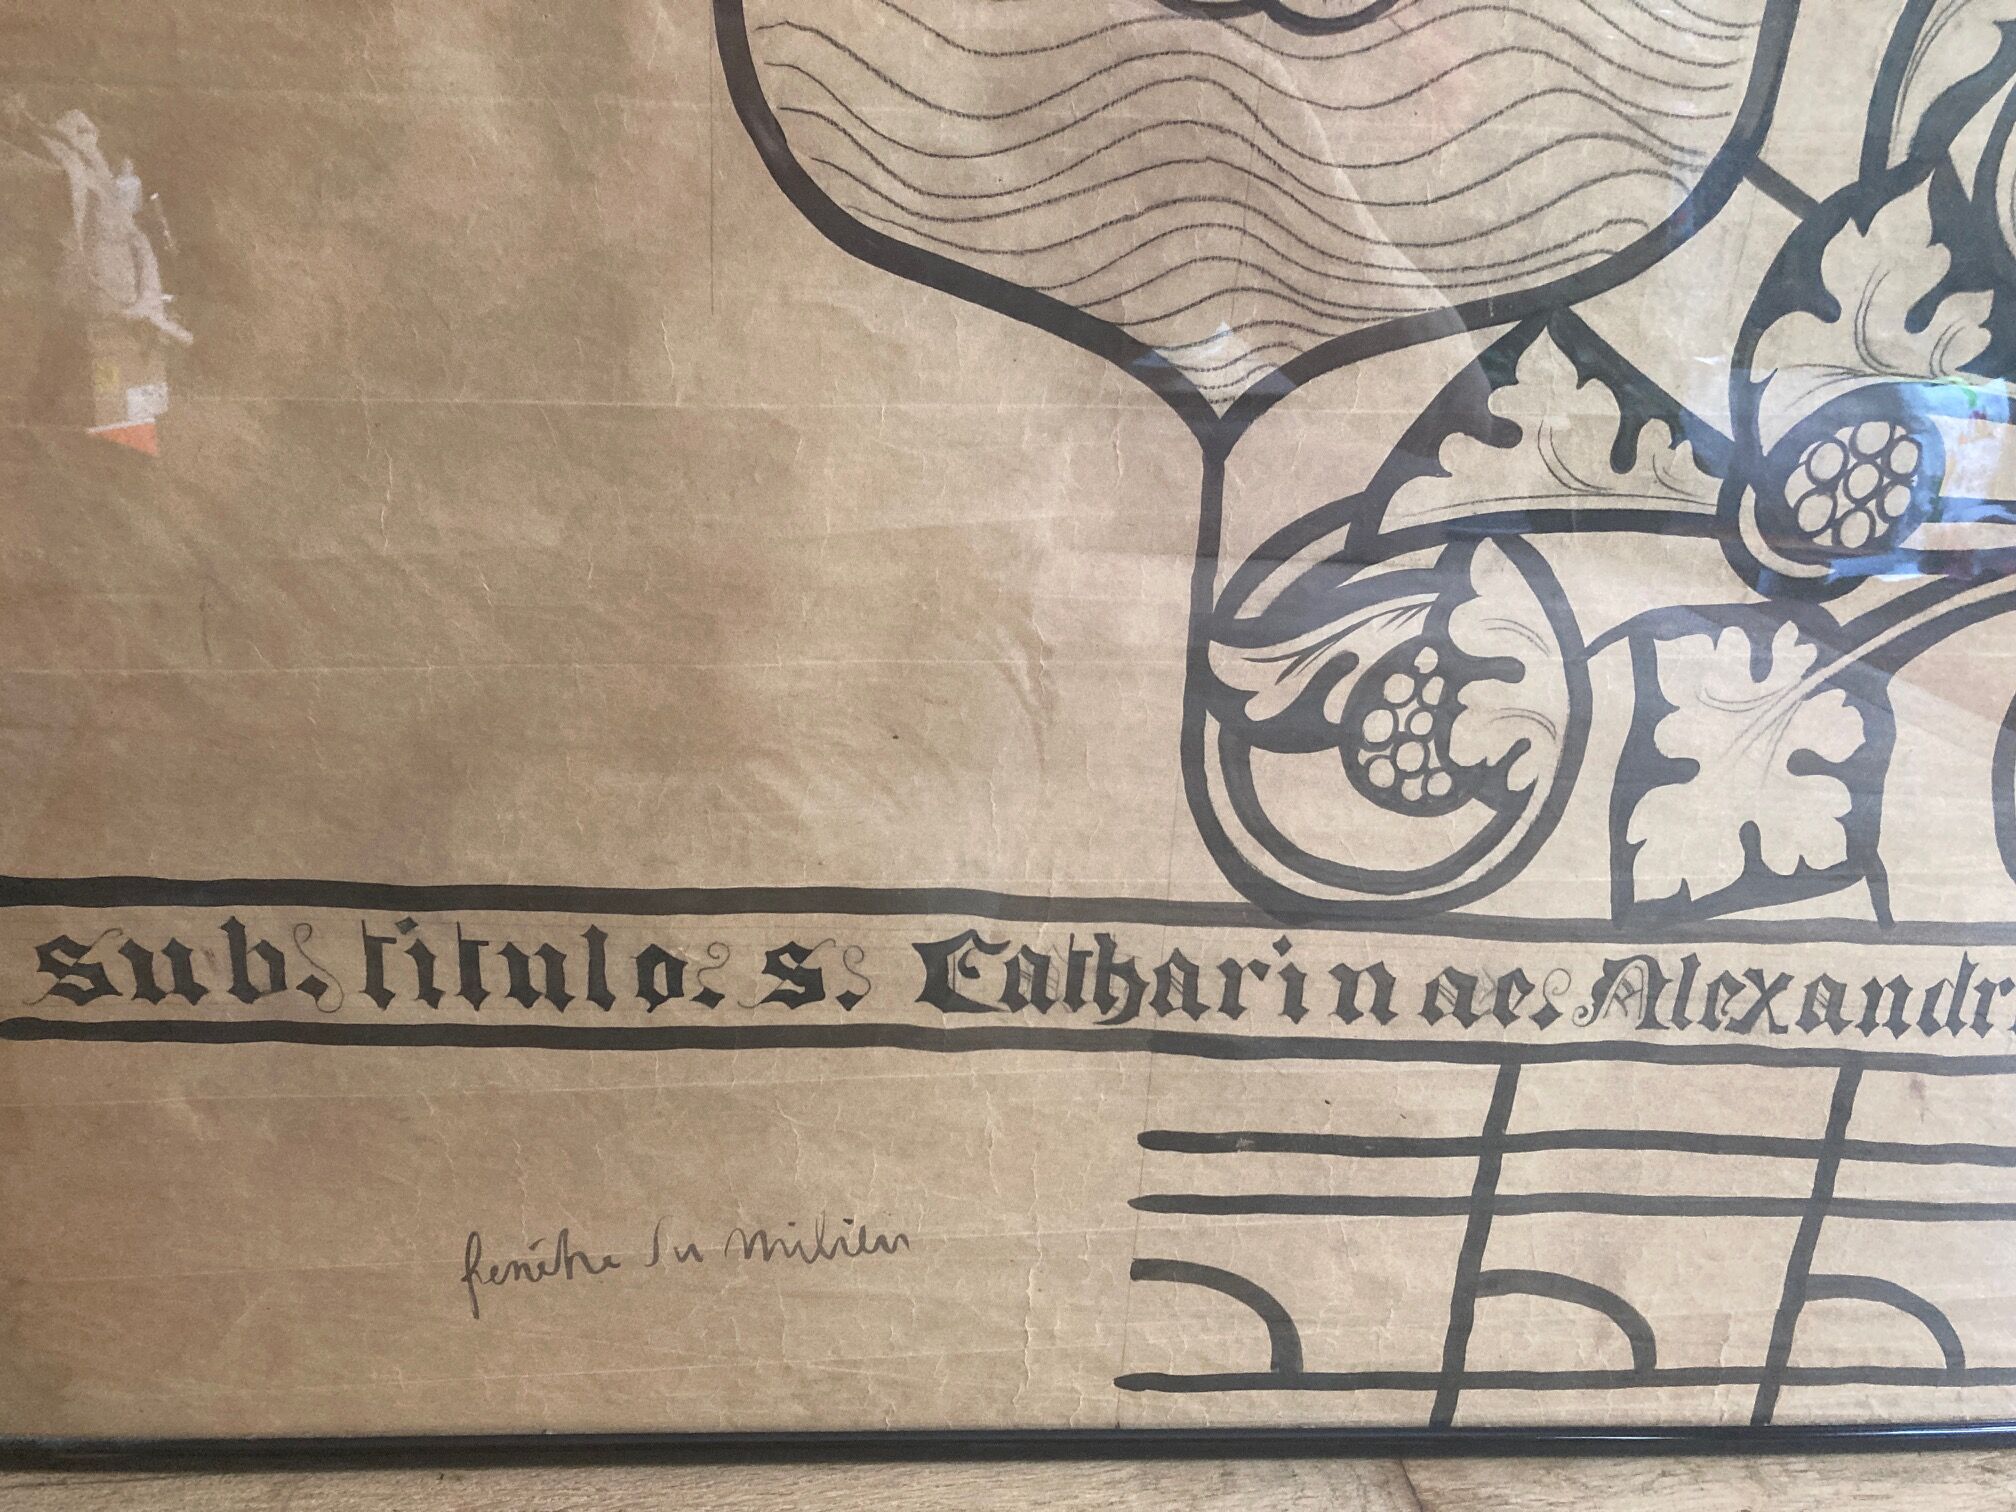 sub. titulo. s. Catharinae. Alexandr
fenêtre du milieu